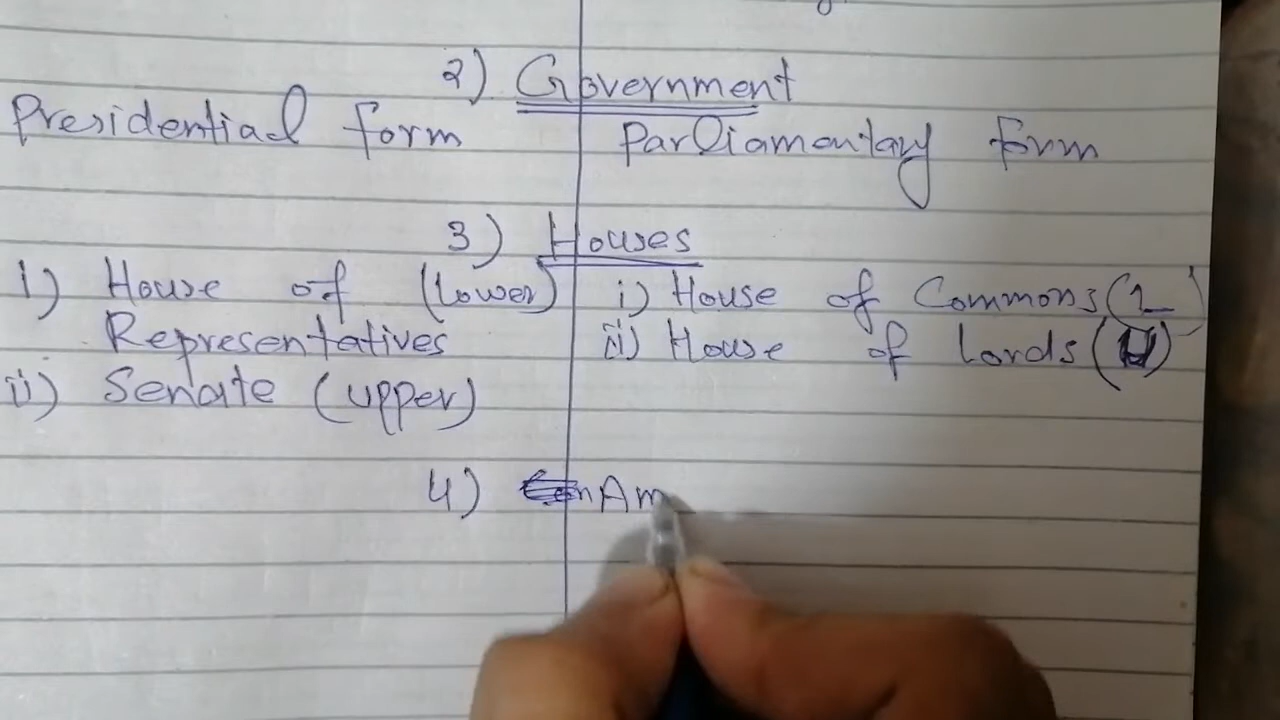 2) Government
Presidential form
Parliamentary form
3) Houses
i) House of (Lower)
Representatives
ii) Senate (upper)
i) House of Commons (L)
ii) House of Lords (U)
4) Am